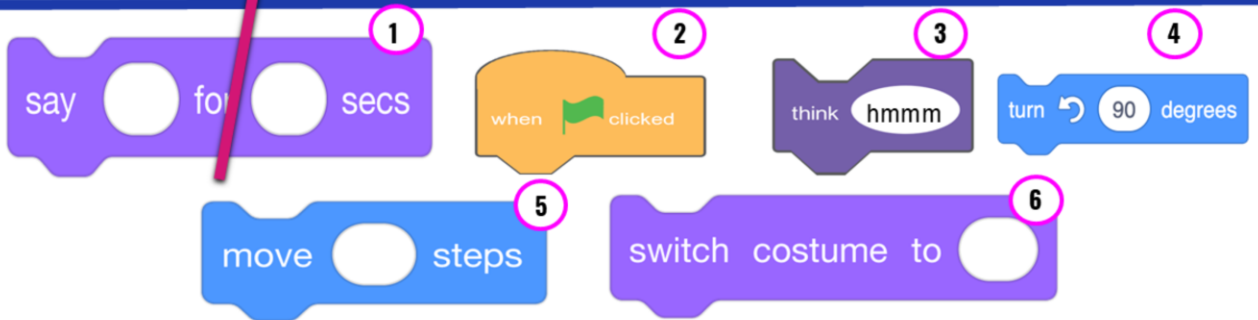 1
say for secs
2
when clicked
3
think hmmm
4
turn 90 degrees
5
move steps
6
switch costume to